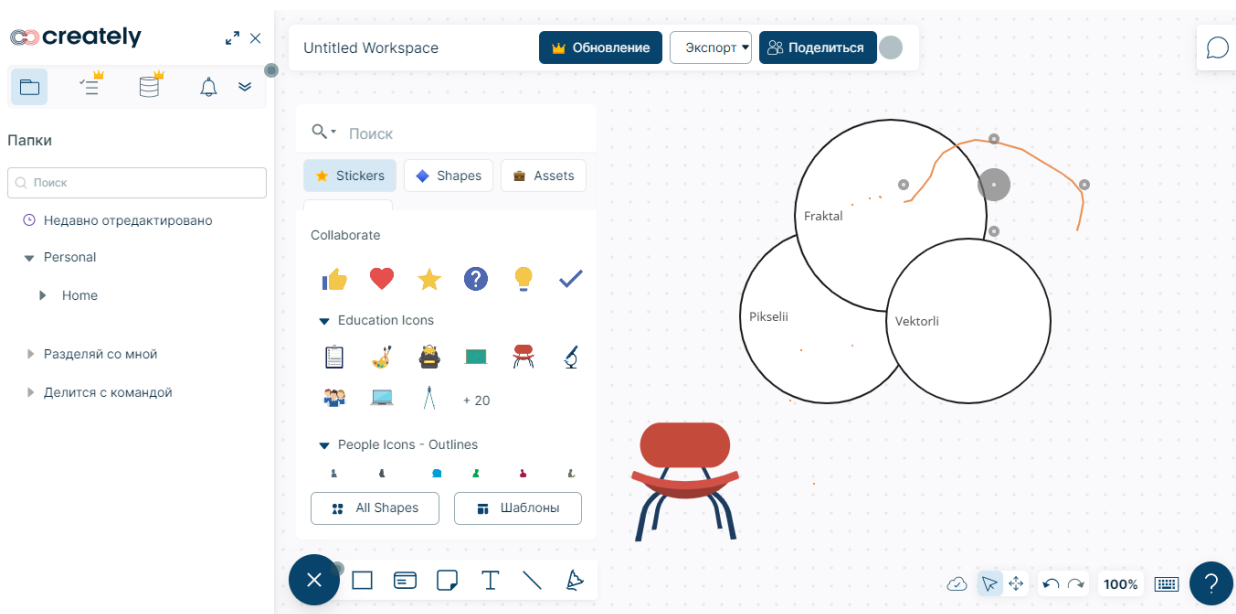 creately
Папки
Поиск
Недавно отредактировано
Personal
Home
Разделяй со мной
Делится с командой
Untitled Workspace
Обновление
Экспорт
Поделиться
Поиск
Stickers
Shapes
Assets
Collaborate
Education Icons
+ 20
People Icons - Outlines
All Shapes
Шаблоны
Fraktal
Pikselii
Vektorli
100%
?